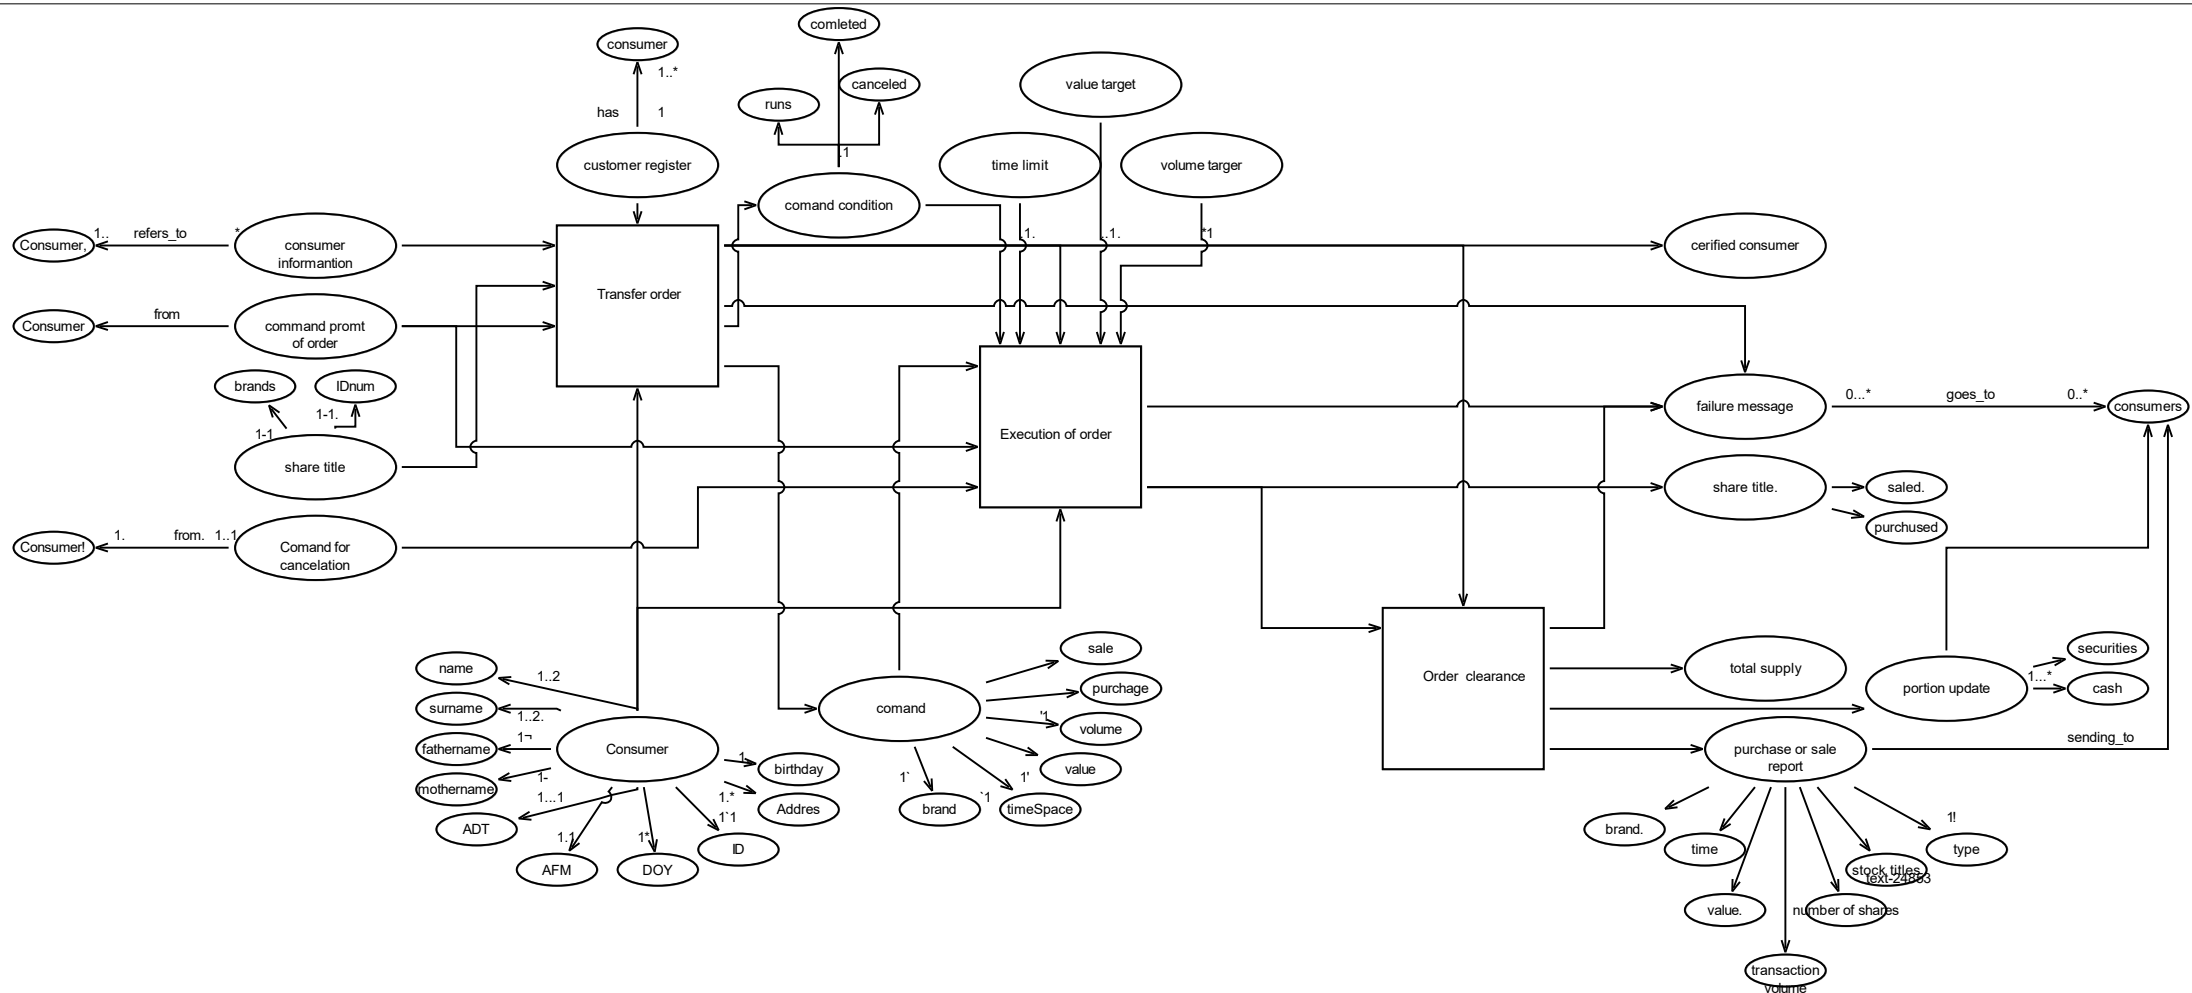 comleted
consumer
1..*
canceled
value target
runs
has
1
.1
customer register
time limit
volume targer
comand condition
Consumer,
1..
refers_to
*
consumer
informantion
.1.
..1.
*1
cerified consumer
Transfer order
Consumer
from
command promt
of order
brands
IDnum
1-1.
1-1
share title
Execution of order
failure message
0...*
goes_to
0..*
consumers
share title.
saled.
purchused
Consumer!
1.
from.
1..1
Comand for
cancelation
name
1..2
surname
1..2.
fathername
1¬
mothername
1-
Consumer
1...1
ADT
1.1
AFM
1*
DOY
1`1
ID
1.*
Addres
1
birthday
comand
sale
purchage
'1
volume
value
1`
brand
`1
1'
timeSpace
Order  clearance
total supply
portion update
securities
1...*
cash
sending_to
purchase or sale
report
brand.
time
value.
1!
type
stock titles
text-24853
number of shares
transaction
volume